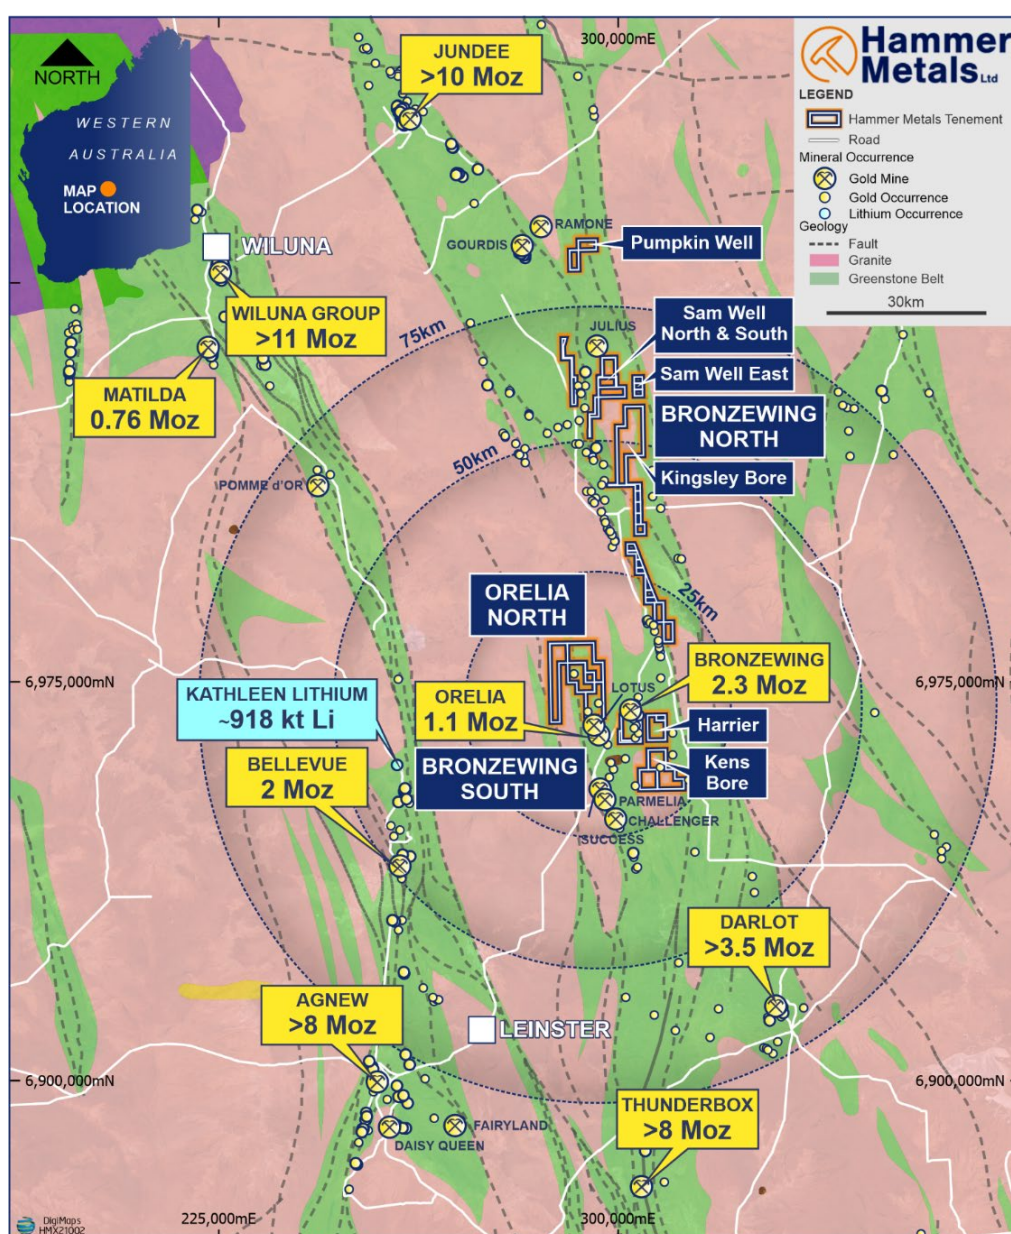 NORTH
WESTERN
AUSTRALIA
MAP
LOCATION
300,000mE
Hammer
Metals Ltd
LEGEND
Hammer Metals Tenement
Road
Mineral Occurrence
Gold Mine
Gold Occurrence
Lithium Occurrence
Geology
Fault
Granite
Greenstone Belt
30km
JUNDEE
>10 Moz
RAMONE
GOURDIS
Pumpkin Well
WILUNA
WILUNA GROUP
>11 Moz
MATILDA
0.76 Moz
75km
JULIUS
Sam Well
North & South
Sam Well East
BRONZEWING
NORTH
50km
Kingsley Bore
POMME d'OR
ORELIA
NORTH
25km
6,975,000mN
6,975,000mN
KATHLEEN LITHIUM
~918 kt Li
ORELIA
1.1 Moz
LOTUS
BRONZEWING
2.3 Moz
Harrier
BELLEVUE
2 Moz
BRONZEWING
SOUTH
Kens
Bore
PARMELIA
CHALLENGER
SUCCESS
DARLOT
>3.5 Moz
AGNEW
>8 Moz
LEINSTER
6,900,000mN
6,900,000mN
THUNDERBOX
>8 Moz
FAIRYLAND
DAISY QUEEN
DigiMaps
HMX21002
225,000mE
300,000mE